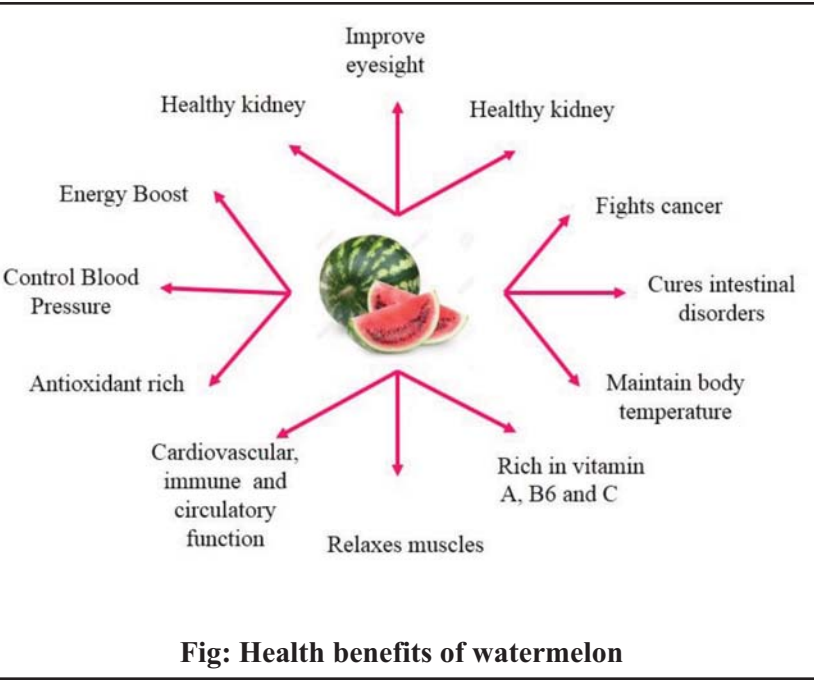 Improve
eyesight
Healthy kidney
Healthy kidney
Energy Boost
Fights cancer
Control Blood
Pressure
Cures intestinal
disorders
Antioxidant rich
Maintain body
temperature
Cardiovascular,
immune and
circulatory
function
Rich in vitamin
A, B6 and C
Relaxes muscles
Fig: Health benefits of watermelon